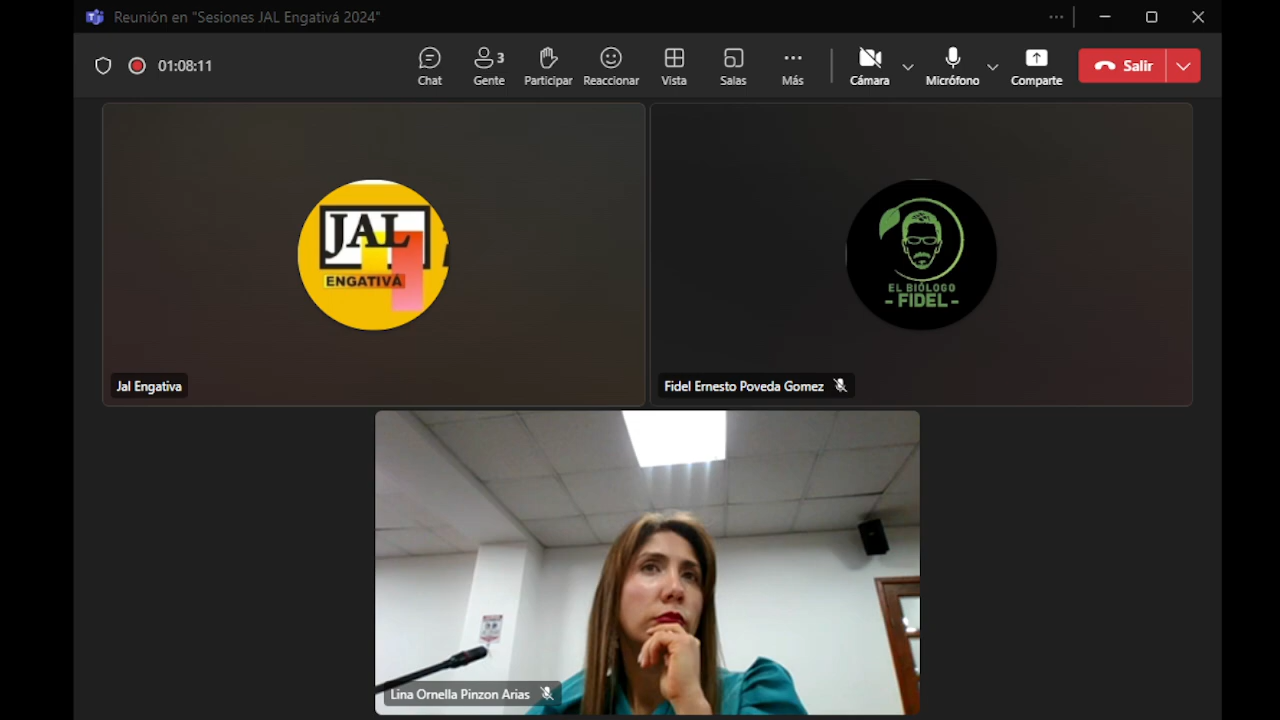 Reunión en "Sesiones JAL Engativá 2024"
01:08:11
Chat
3
Gente
Participar
Reaccionar
Vista
Salas
Más
Cámara
Micrófono
Comparte
Salir
JAL
ENGATIVÁ
Jal Engativa
EL BIÓLOGO
- FIDEL -
Fidel Ernesto Poveda Gomez
Lina Ornella Pinzon Arias